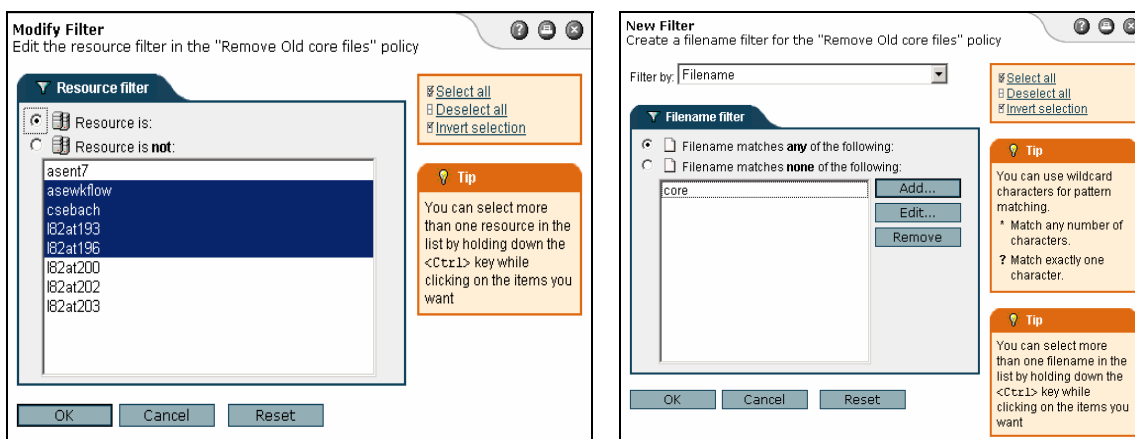 Modify Filter
Edit the resource filter in the "Remove Old core files" policy
Resource filter
Resource is:
Resource is not:
asent7
asewkflow
csebach
l82at193
l82at196
l82at200
l82at202
l82at203
Select all
Deselect all
Invert selection
Tip
You can select more
than one resource in the
list by holding down the
<Ctrl> key while
clicking on the items you
want
OK Cancel Reset
New Filter
Create a filename filter for the "Remove Old core files" policy
Filter by: Filename
Filename filter
Filename matches any of the following:
Filename matches none of the following:
core
Add...
Edit...
Remove
Select all
Deselect all
Invert selection
Tip
You can use wildcard
characters for pattern
matching.
* Match any number of
characters.
? Match exactly one
character.
Tip
You can select more
than one filename in the
list by holding down the
<Ctrl> key while
clicking on the items you
want
OK Cancel Reset